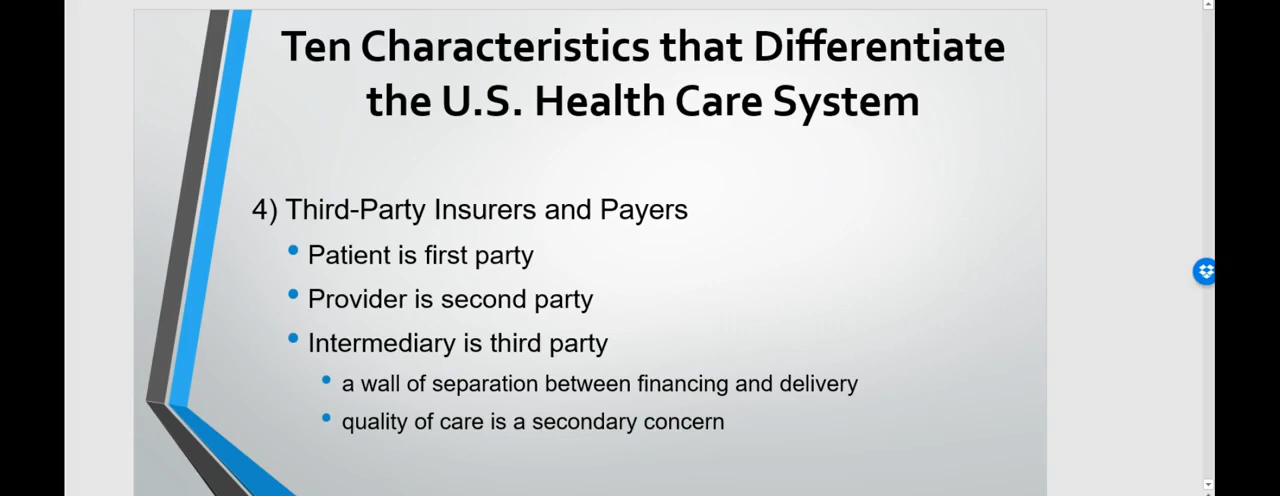 Ten Characteristics that Differentiate
the U.S. Health Care System
4) Third-Party Insurers and Payers
• Patient is first party
• Provider is second party
• Intermediary is third party
• a wall of separation between financing and delivery
• quality of care is a secondary concern